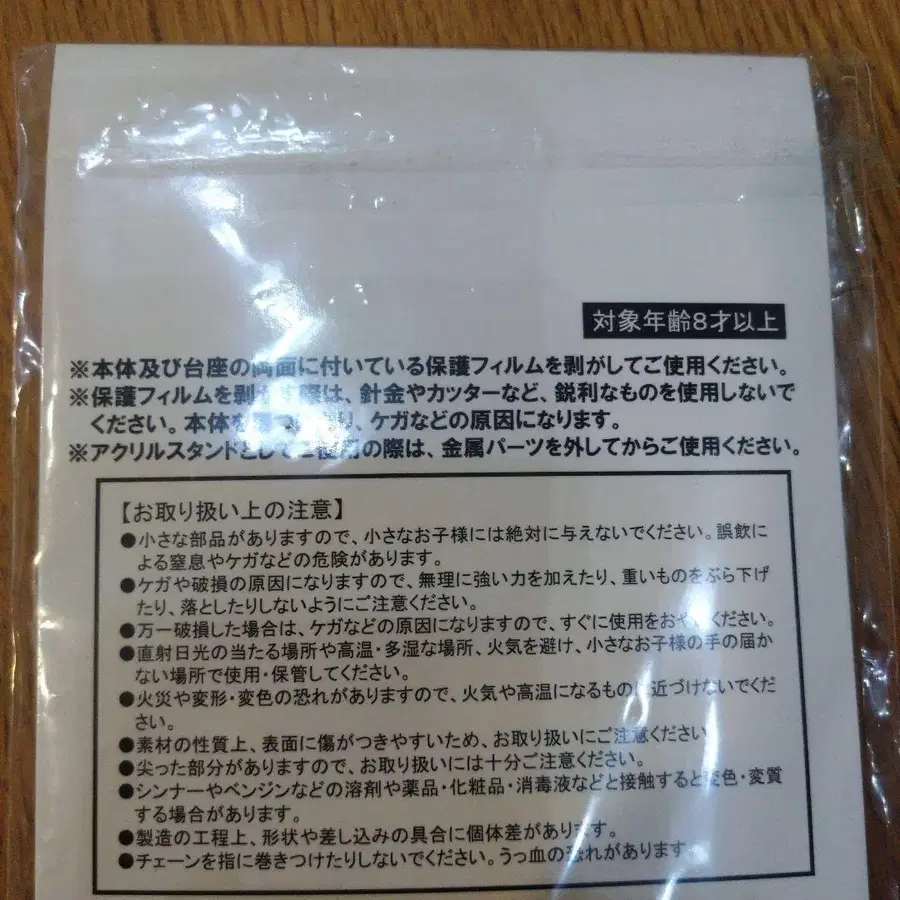 対象年齢8才以上
※本体及び台座の両面に付いている保護フィルムを剥がしてご使用ください。
※保護フィルムを剥がす際は、針金やカッターなど、鋭利なものを使用しないで
ください。本体を傷つけたり、ケガなどの原因になります。
※アクリルスタンドとしてご使用の際は、金属パーツを外してからご使用ください。
【お取り扱い上の注意】
●小さな部品がありますので、小さなお子様には絶対に与えないでください。誤飲に
よる窒息やケガなどの危険があります。
●ケガや破損の原因になりますので、無理に強い力を加えたり、重いものをぶら下げ
たり、落としたりしないようにご注意ください。
●万一破損した場合は、ケガなどの原因になりますので、すぐに使用をおやめください。
●直射日光の当たる場所や高温・多湿な場所、火気を避け、小さなお子様の手の届か
ない場所で使用・保管してください。
●火災や変形・変色の恐れがありますので、火気や高温になるものに近づけないでくだ
さい。
●素材の性質上、表面に傷がつきやすいため、お取り扱いにご注意ください
●尖った部分がありますので、お取り扱いには十分ご注意ください。
●シンナーやベンジンなどの溶剤や薬品・化粧品・消毒液などと接触すると変色・変質
する場合があります
●製造の工程上、形状や差し込みの具合に個体差があります。
●チェーンを指に巻きつけたりしないでください。うっ血の恐れがあります。